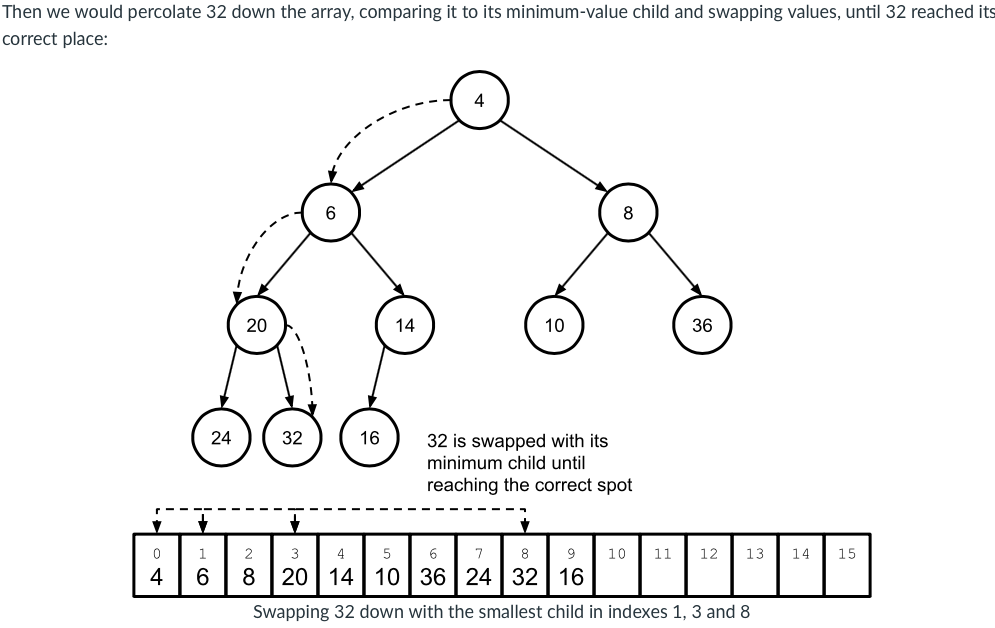 Then we would percolate 32 down the array, comparing it to its minimum-value child and swapping values, until 32 reached its
correct place:
4
6
8
20
14
10
36
24
32
16
32 is swapped with its
minimum child until
reaching the correct spot
0 1 2 3 4 5 6 7 8 9 10 11 12 13 14 15
4 6 8 20 14 10 36 24 32 16
Swapping 32 down with the smallest child in indexes 1, 3 and 8